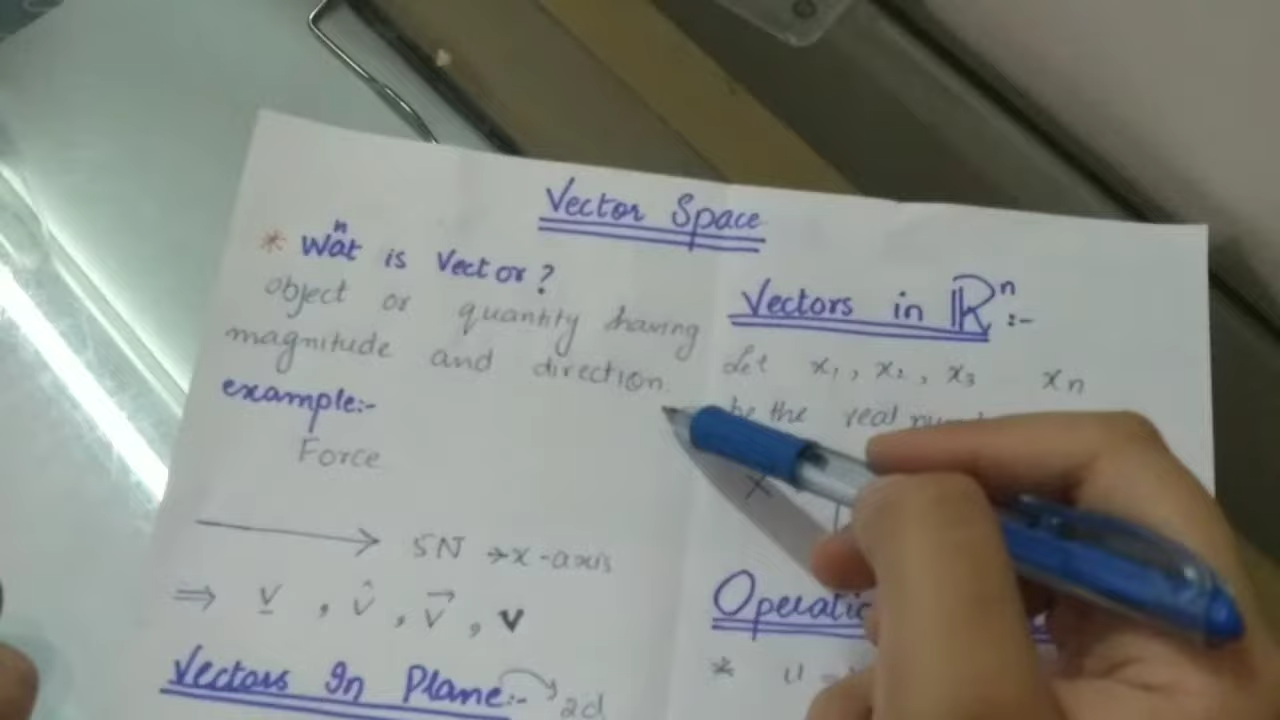 Vector Space
* Wat is Vector?
object or quantity having
magnitude and direction.
example:-
Force
5N → x-axis
⇒ v , v̂ , v⃗ , v
Vectors In Plane:- 2d
Vectors in ℝⁿ :-
Let x₁, x₂, x₃ xₙ
be the real
X
* u